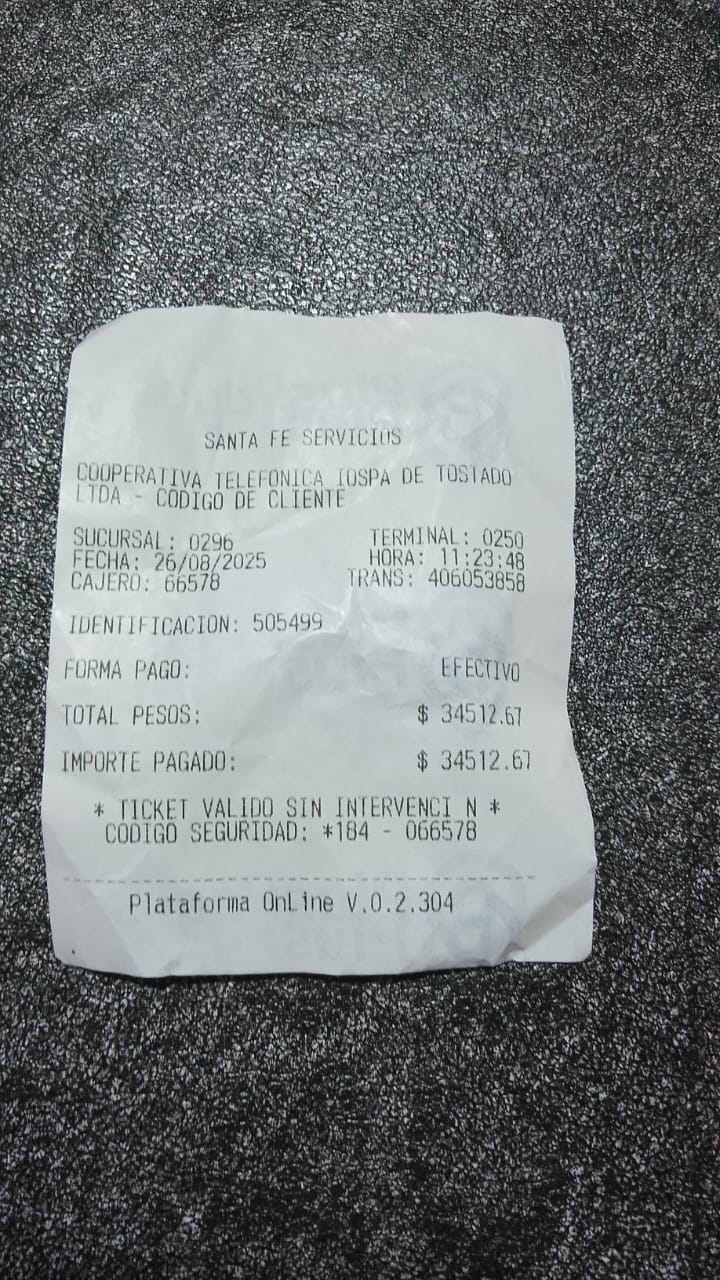 SANTA FE SERVICIOS
COOPERATIVA TELEFONICA IOSPA DE TOSTADO
LTDA - CODIGO DE CLIENTE
SUCURSAL: 0296 TERMINAL: 0250
FECHA: 26/08/2025 HORA: 11:23:48
CAJERO: 66578 TRANS: 406053858
IDENTIFICACION: 505499
FORMA PAGO: EFECTIVO
TOTAL PESOS: $ 34512.67
IMPORTE PAGADO: $ 34512.67
* TICKET VALIDO SIN INTERVENCI N *
CODIGO SEGURIDAD: *184 - 066578
Plataforma OnLine V.0.2.304